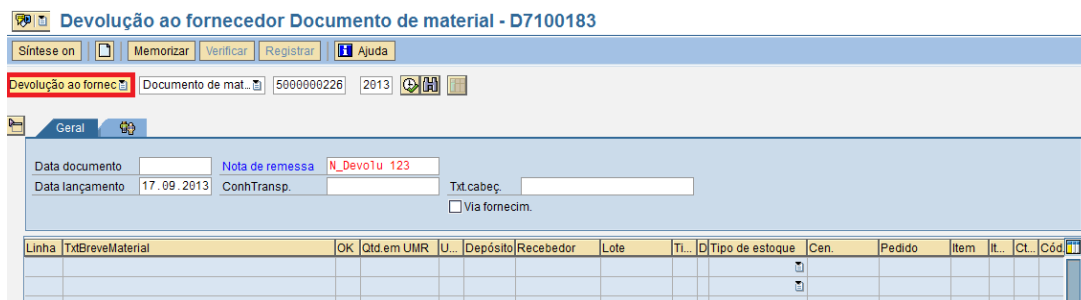 Devolução ao fornecedor Documento de material - D7100183
Síntese on Memorizar Verificar Registrar Ajuda
Devolução ao fornec Documento de mat... 5000000226 2013
Geral
Data documento Nota de remessa N_Devolu 123
Data lançamento 17.09.2013 ConhTransp. Txt.cabeç.
Via fornecim.
Linha TxtBreveMaterial OK Qtd.em UMR U... Depósito Recebedor Lote Ti... D Tipo de estoque Cen. Pedido Item It... Ct... Cód.